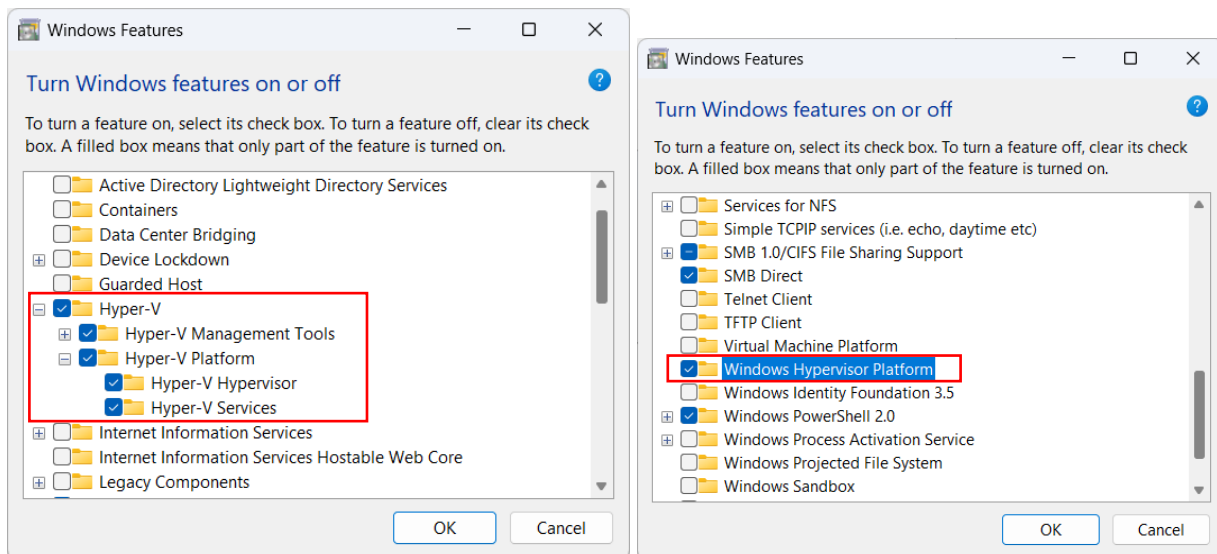 Windows Features
Turn Windows features on or off
?
To turn a feature on, select its check box. To turn a feature off, clear its check
box. A filled box means that only part of the feature is turned on.
Active Directory Lightweight Directory Services
Containers
Data Center Bridging
Device Lockdown
Guarded Host
Hyper-V
Hyper-V Management Tools
Hyper-V Platform
Hyper-V Hypervisor
Hyper-V Services
Internet Information Services
Internet Information Services Hostable Web Core
Legacy Components
OK
Cancel
Windows Features
Turn Windows features on or off
?
To turn a feature on, select its check box. To turn a feature off, clear its check
box. A filled box means that only part of the feature is turned on.
Services for NFS
Simple TCPIP services (i.e. echo, daytime etc)
SMB 1.0/CIFS File Sharing Support
SMB Direct
Telnet Client
TFTP Client
Virtual Machine Platform
Windows Hypervisor Platform
Windows Identity Foundation 3.5
Windows PowerShell 2.0
Windows Process Activation Service
Windows Projected File System
Windows Sandbox
OK
Cancel